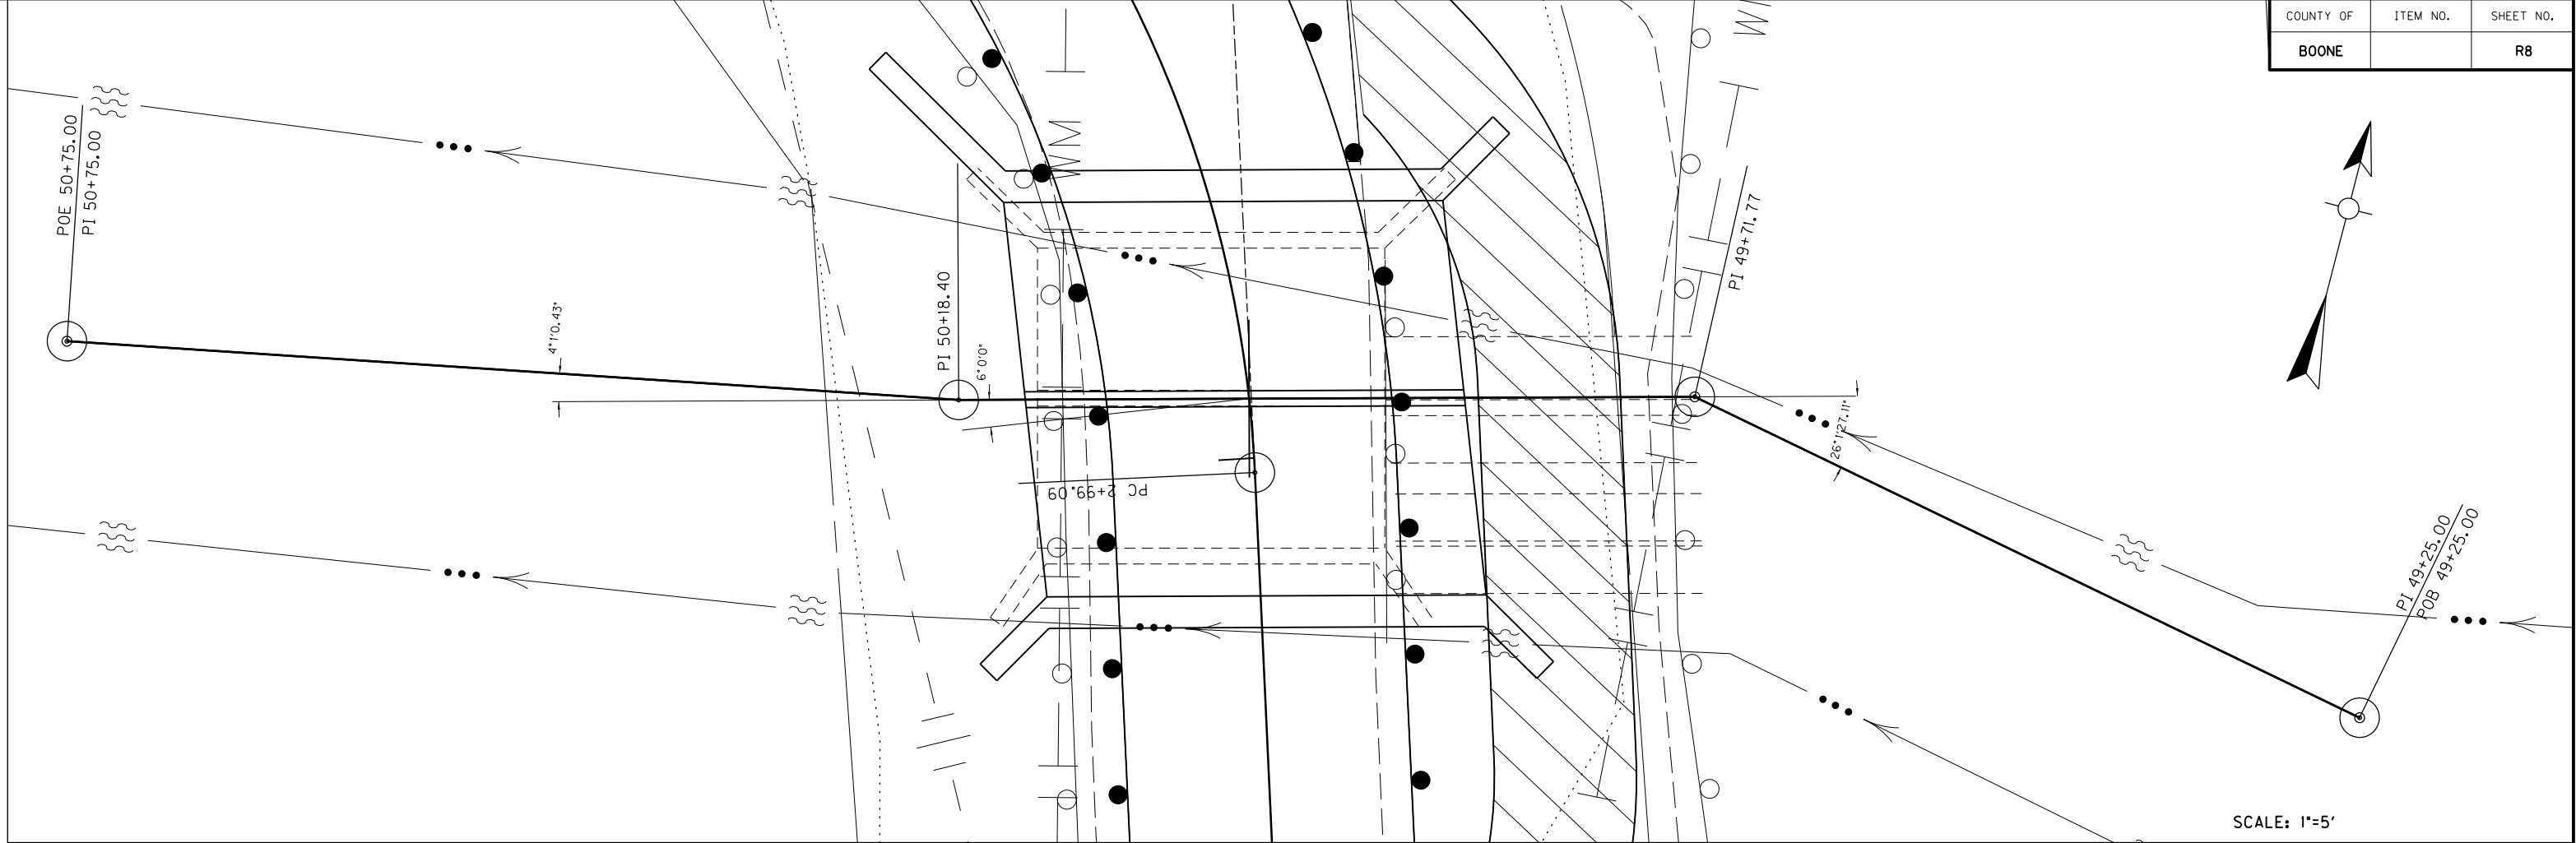 COUNTY OF
ITEM NO.
SHEET NO.
BOONE
R8
POE 50+75.00
PI 50+75.00
W
W
4°1'0.43"
PI 50+18.40
6°0'0"
PC 2+99.09
PI 49+71.77
26°1'27.11"
PI 49+25.00
POB 49+25.00
SCALE: 1"=5'